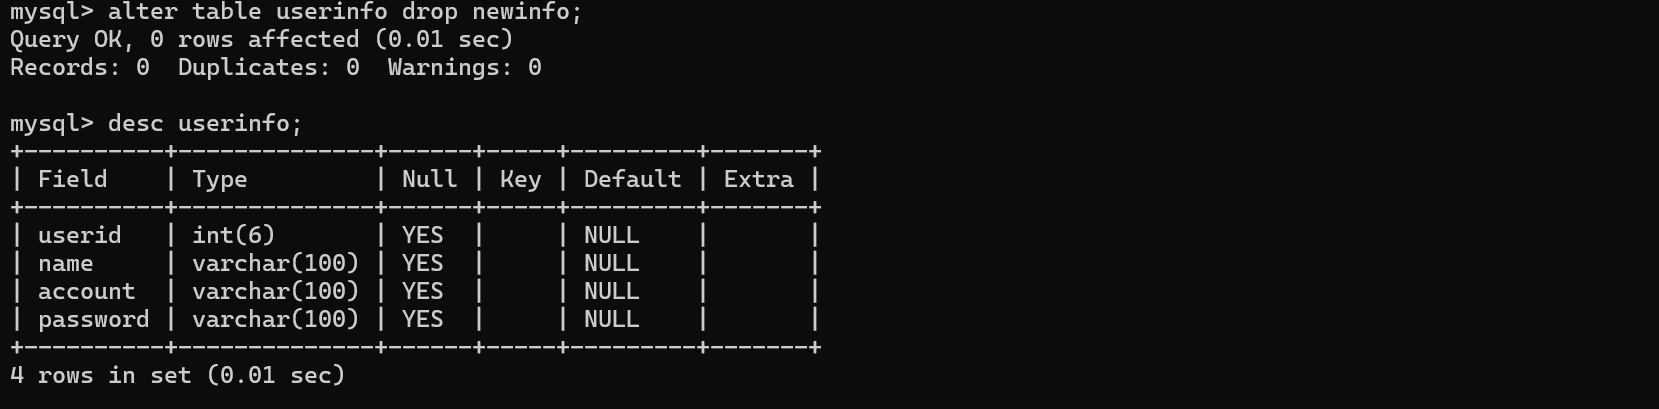 mysql> alter table userinfo drop newinfo;
Query OK, 0 rows affected (0.01 sec)
Records: 0  Duplicates: 0  Warnings: 0

mysql> desc userinfo;
+----------+--------------+------+-----+---------+-------+
| Field    | Type         | Null | Key | Default | Extra |
+----------+--------------+------+-----+---------+-------+
| userid   | int(6)       | YES  |     | NULL    |       |
| name     | varchar(100) | YES  |     | NULL    |       |
| account  | varchar(100) | YES  |     | NULL    |       |
| password | varchar(100) | YES  |     | NULL    |       |
+----------+--------------+------+-----+---------+-------+
4 rows in set (0.01 sec)